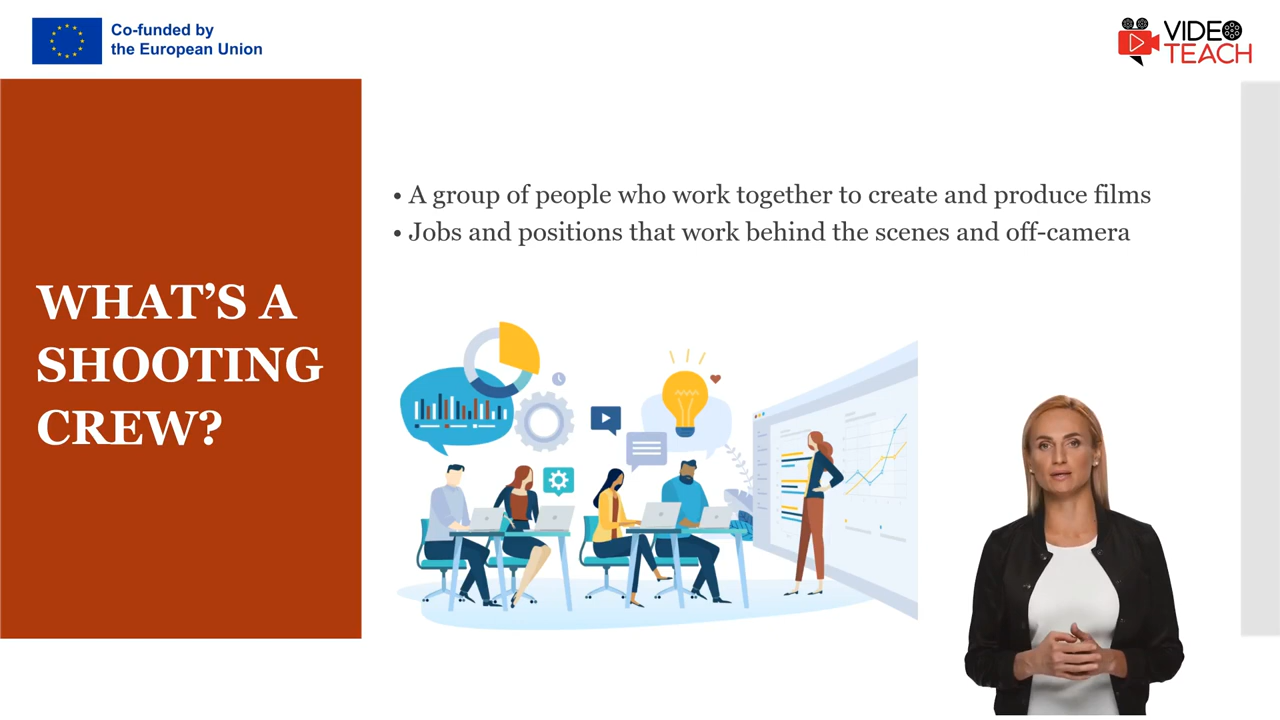 Co-funded by
the European Union
VIDEO
TEACH
WHAT’S A
SHOOTING
CREW?
• A group of people who work together to create and produce films
• Jobs and positions that work behind the scenes and off-camera